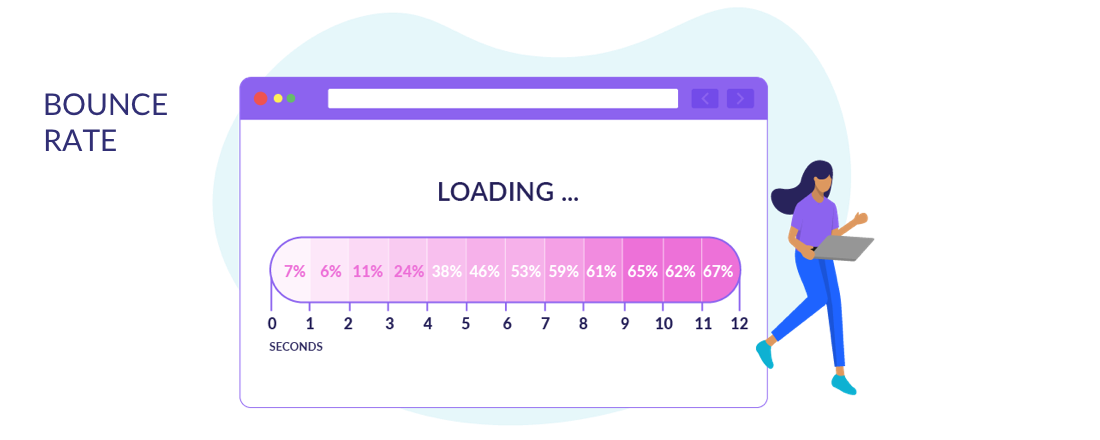 BOUNCE
RATE
LOADING ...
7% 6% 11% 24% 38% 46% 53% 59% 61% 65% 62% 67%
0 1 2 3 4 5 6 7 8 9 10 11 12
SECONDS